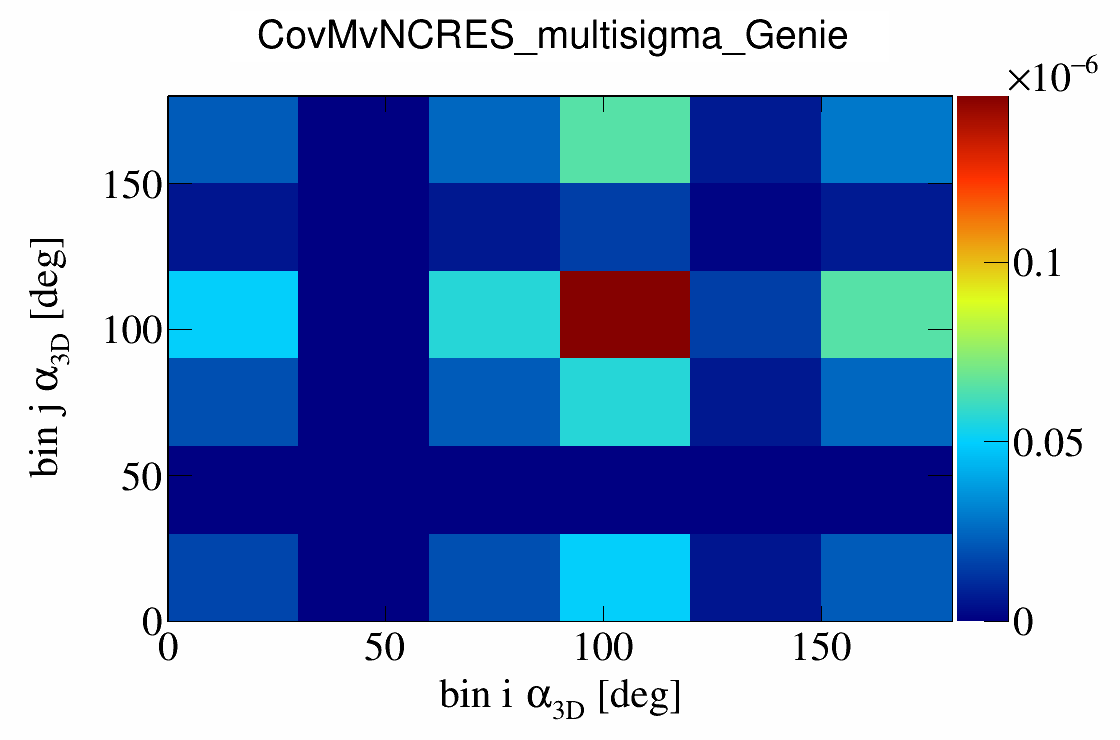 CovMvNCRES_multisigma_Genie
×10⁻⁶
150
100
50
0
0.1
0.05
0
0 50 100 150
bin j α3D [deg]
bin i α3D [deg]